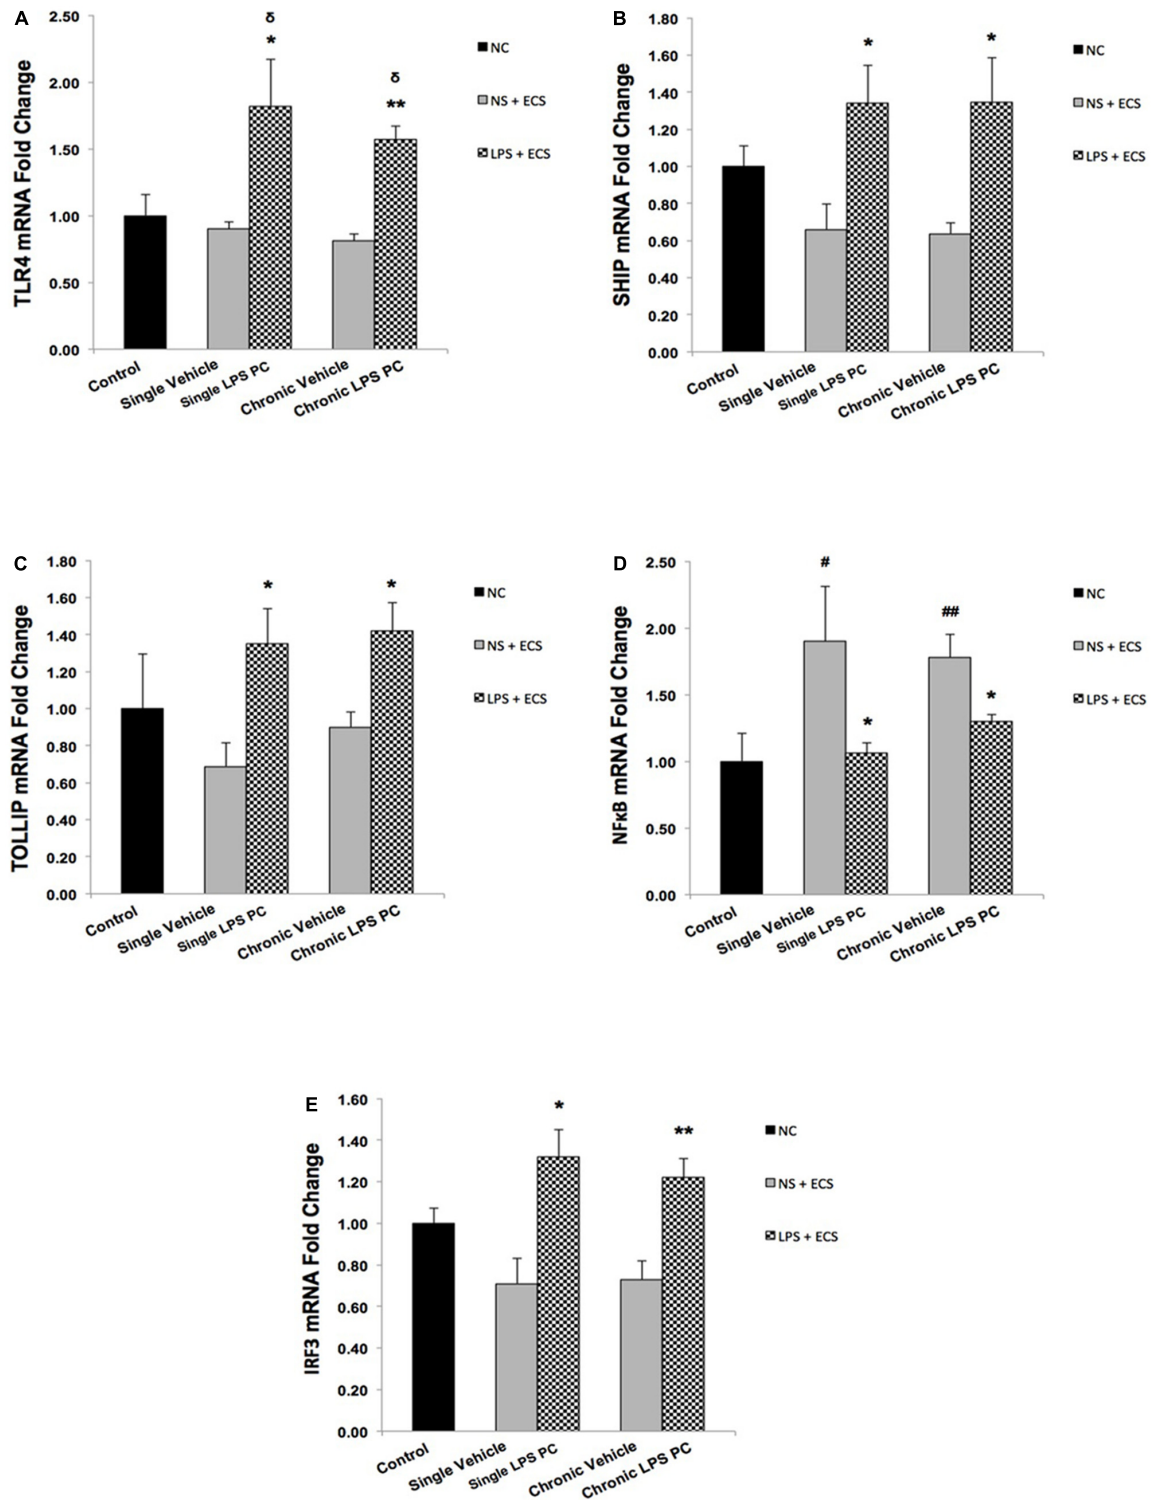 A
TLR4 mRNA Fold Change
2.50
2.00
1.50
1.00
0.50
0.00
δ
*
δ
**
Control
Single Vehicle
Single LPS PC
Chronic Vehicle
Chronic LPS PC
NC
NS + ECS
LPS + ECS
B
SHIP mRNA Fold Change
1.80
1.60
1.40
1.20
1.00
0.80
0.60
0.40
0.20
0.00
*
*
Control
Single Vehicle
Single LPS PC
Chronic Vehicle
Chronic LPS PC
NC
NS + ECS
LPS + ECS
C
TOLLIP mRNA Fold Change
1.80
1.60
1.40
1.20
1.00
0.80
0.60
0.40
0.20
0.00
*
*
Control
Single Vehicle
Single LPS PC
Chronic Vehicle
Chronic LPS PC
NC
NS + ECS
LPS + ECS
D
NFκB mRNA Fold Change
2.50
2.00
1.50
1.00
0.50
0.00
#
*
##
*
Control
Single Vehicle
Single LPS PC
Chronic Vehicle
Chronic LPS PC
NC
NS + ECS
LPS + ECS
E
IRF3 mRNA Fold Change
1.60
1.40
1.20
1.00
0.80
0.60
0.40
0.20
0.00
*
**
Control
Single Vehicle
Single LPS PC
Chronic Vehicle
Chronic LPS PC
NC
NS + ECS
LPS + ECS